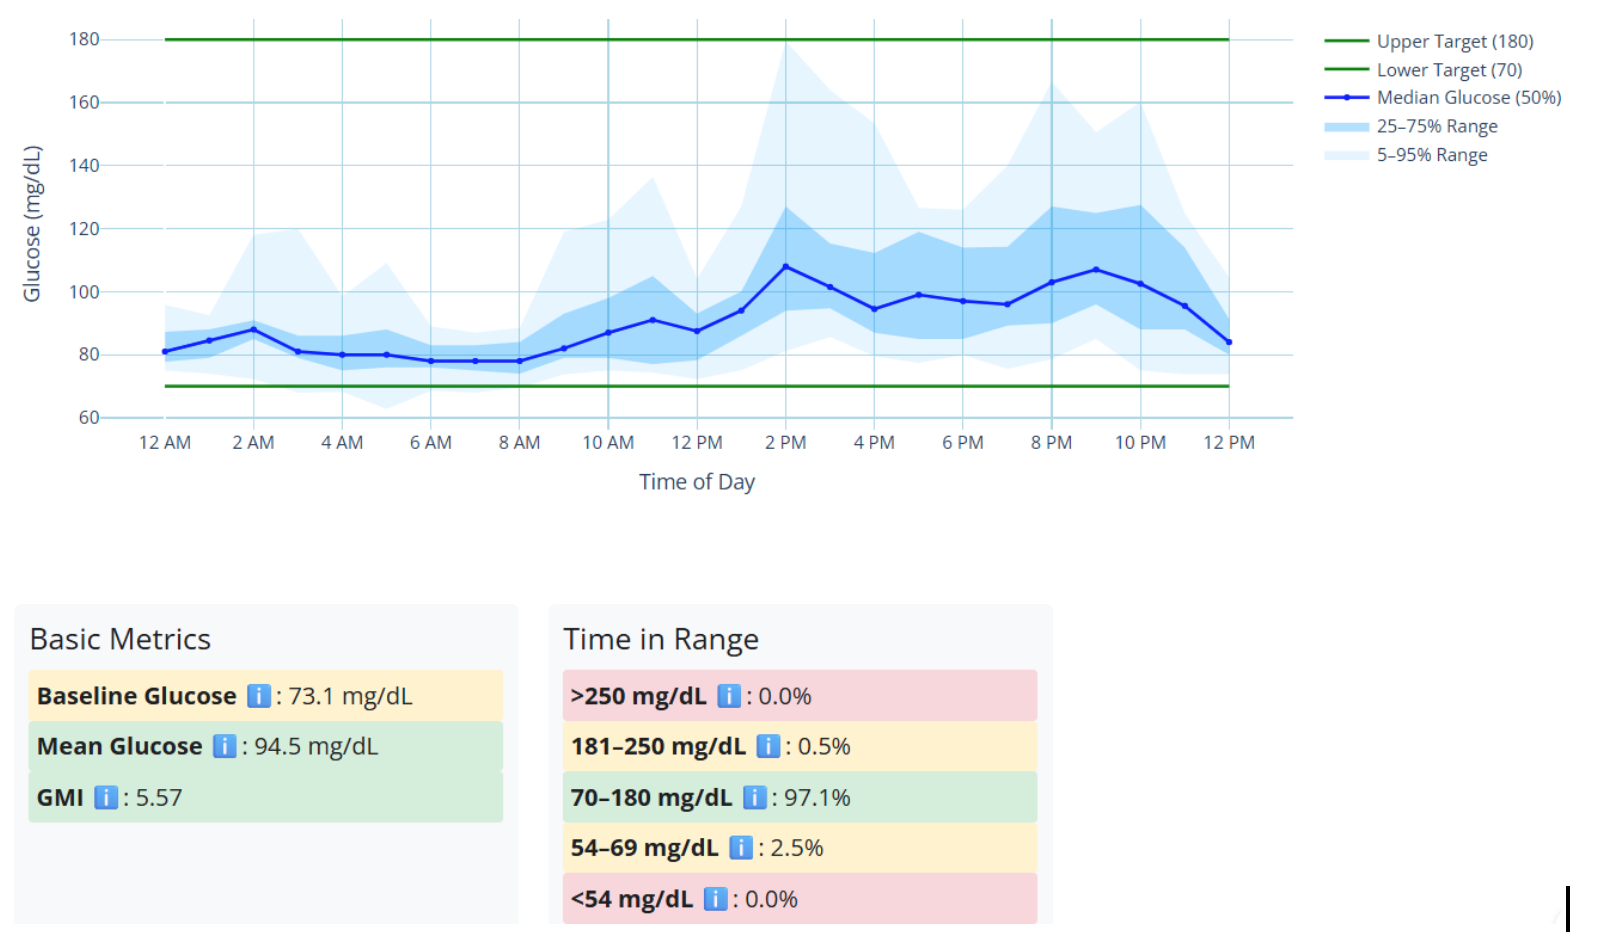 180
160
140
120
100
80
60
Glucose (mg/dL)
12 AM 2 AM 4 AM 6 AM 8 AM 10 AM 12 PM 2 PM 4 PM 6 PM 8 PM 10 PM 12 PM
Time of Day
Upper Target (180)
Lower Target (70)
Median Glucose (50%)
25–75% Range
5–95% Range
Basic Metrics
Baseline Glucose ℹ️: 73.1 mg/dL
Mean Glucose ℹ️: 94.5 mg/dL
GMI ℹ️: 5.57
Time in Range
>250 mg/dL ℹ️: 0.0%
181–250 mg/dL ℹ️: 0.5%
70–180 mg/dL ℹ️: 97.1%
54–69 mg/dL ℹ️: 2.5%
<54 mg/dL ℹ️: 0.0%